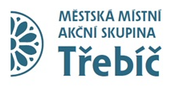 MĚSTSKÁ MÍSTNÍ
AKČNÍ SKUPINA
Třebíč